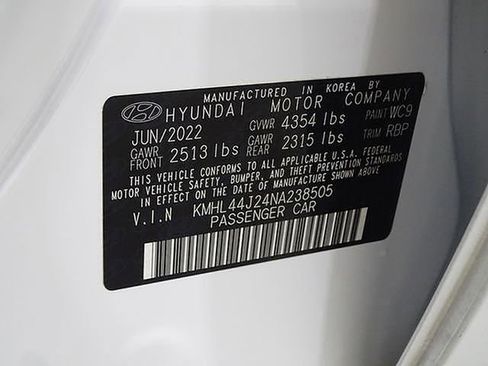 MANUFACTURED IN KOREA BY
HYUNDAI MOTOR COMPANY
JUN/2022 GVWR 4354 lbs PAINT WC9
GAWR FRONT 2513 lbs GAWR REAR 2315 lbs TRIM RBP
THIS VEHICLE CONFORMS TO ALL APPLICABLE U.S.A. FEDERAL
MOTOR VEHICLE SAFETY, BUMPER, AND THEFT PREVENTION STANDARDS
IN EFFECT ON THE DATE OF MANUFACTURE SHOWN ABOVE.
V.I.N KMHL44J24NA238505
PASSENGER CAR